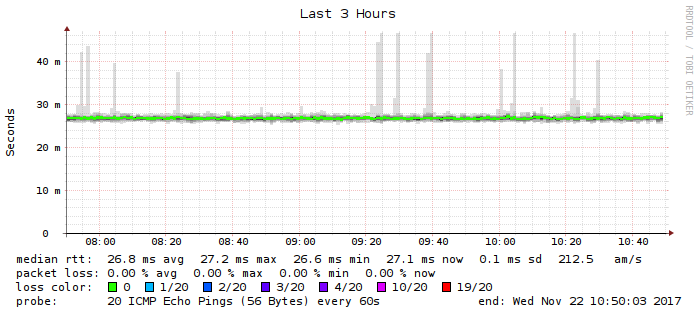 Last 3 Hours
RRDTOOL / TOBI OETIKER
Seconds
40 m
30 m
20 m
10 m
0
08:00 08:20 08:40 09:00 09:20 09:40 10:00 10:20 10:40
median rtt: 26.8 ms avg 27.2 ms max 26.6 ms min 27.1 ms now 0.1 ms sd 212.5 am/s
packet loss: 0.00 % avg 0.00 % max 0.00 % min 0.00 % now
loss color: 0 1/20 2/20 3/20 4/20 10/20 19/20
probe: 20 ICMP Echo Pings (56 Bytes) every 60s end: Wed Nov 22 10:50:03 2017